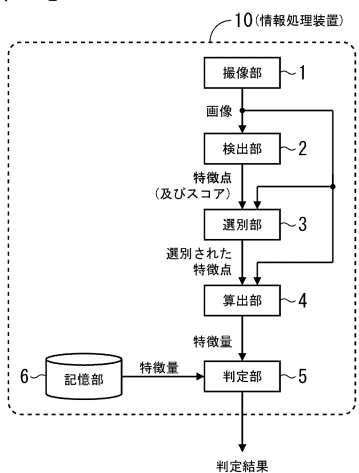 10(情報処理装置)
撮像部
1
画像
検出部
2
特徴点
(及びスコア)
選別部
3
選別された
特徴点
算出部
4
特徴量
6
記憶部
特徴量
判定部
5
判定結果